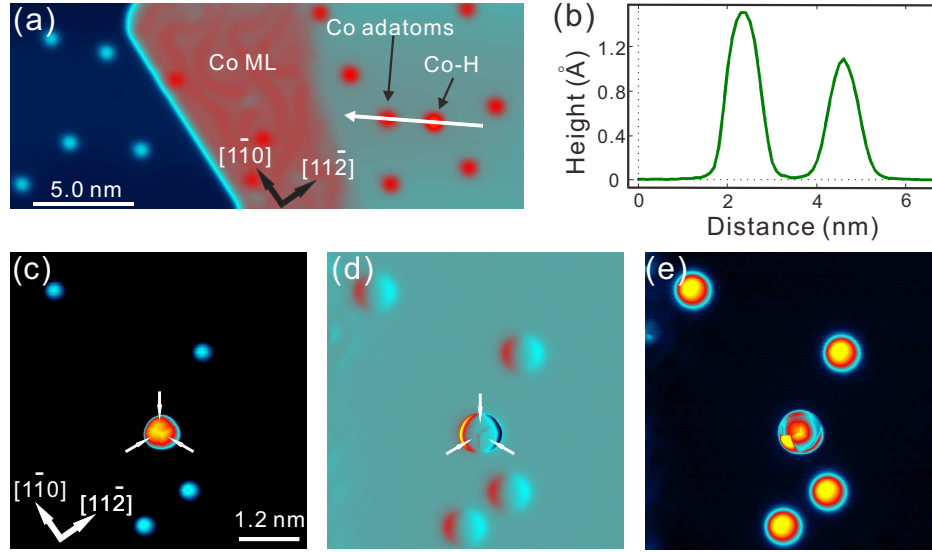 (a)
Co adatoms
Co ML
Co-H
[11̄0]
[112̄]
5.0 nm
(b)
Height (Å)
1.2
0.8
0.4
0
0 2 4 6
Distance (nm)
(c)
[11̄0]
[112̄]
1.2 nm
(d)
(e)